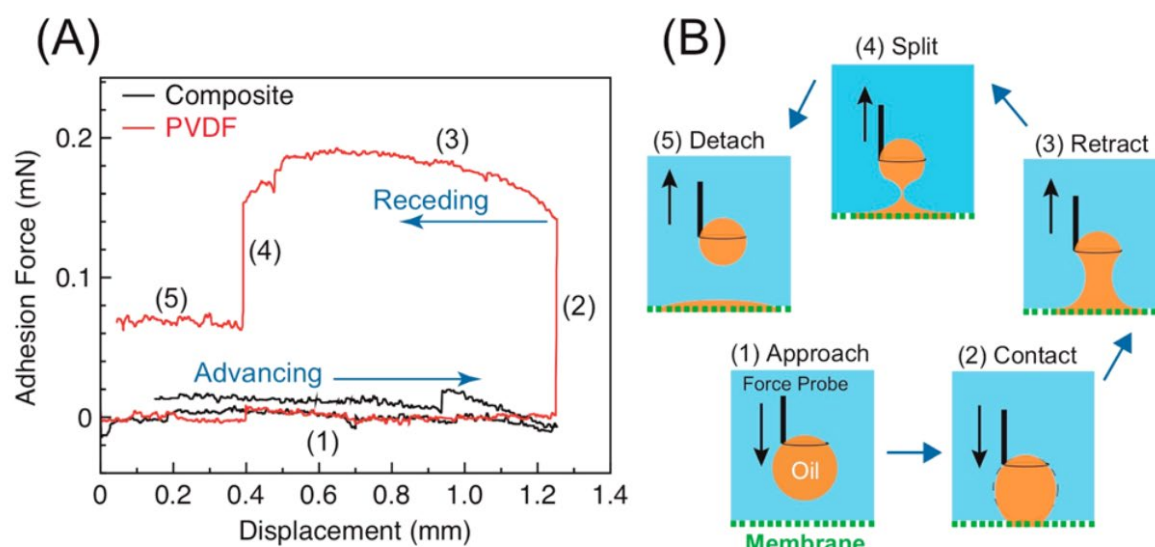 (A)
Composite
PVDF
Adhesion Force (mN)
0.2
0.1
0
(3)
Receding
(4)
(2)
(5)
Advancing
(1)
0
0.2
0.4
0.6
0.8
1.0
1.2
1.4
Displacement (mm)
(B)
(4) Split
(5) Detach
(3) Retract
(1) Approach
Force Probe
Oil
(2) Contact
Membrane